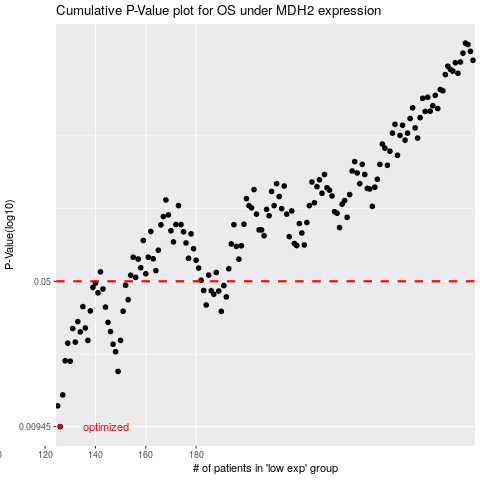 Cumulative P-Value plot for OS under MDH2 expression
P-Value(log10)
0.05
0.00945
optimized
0 120 140 160 180
# of patients in 'low exp' group